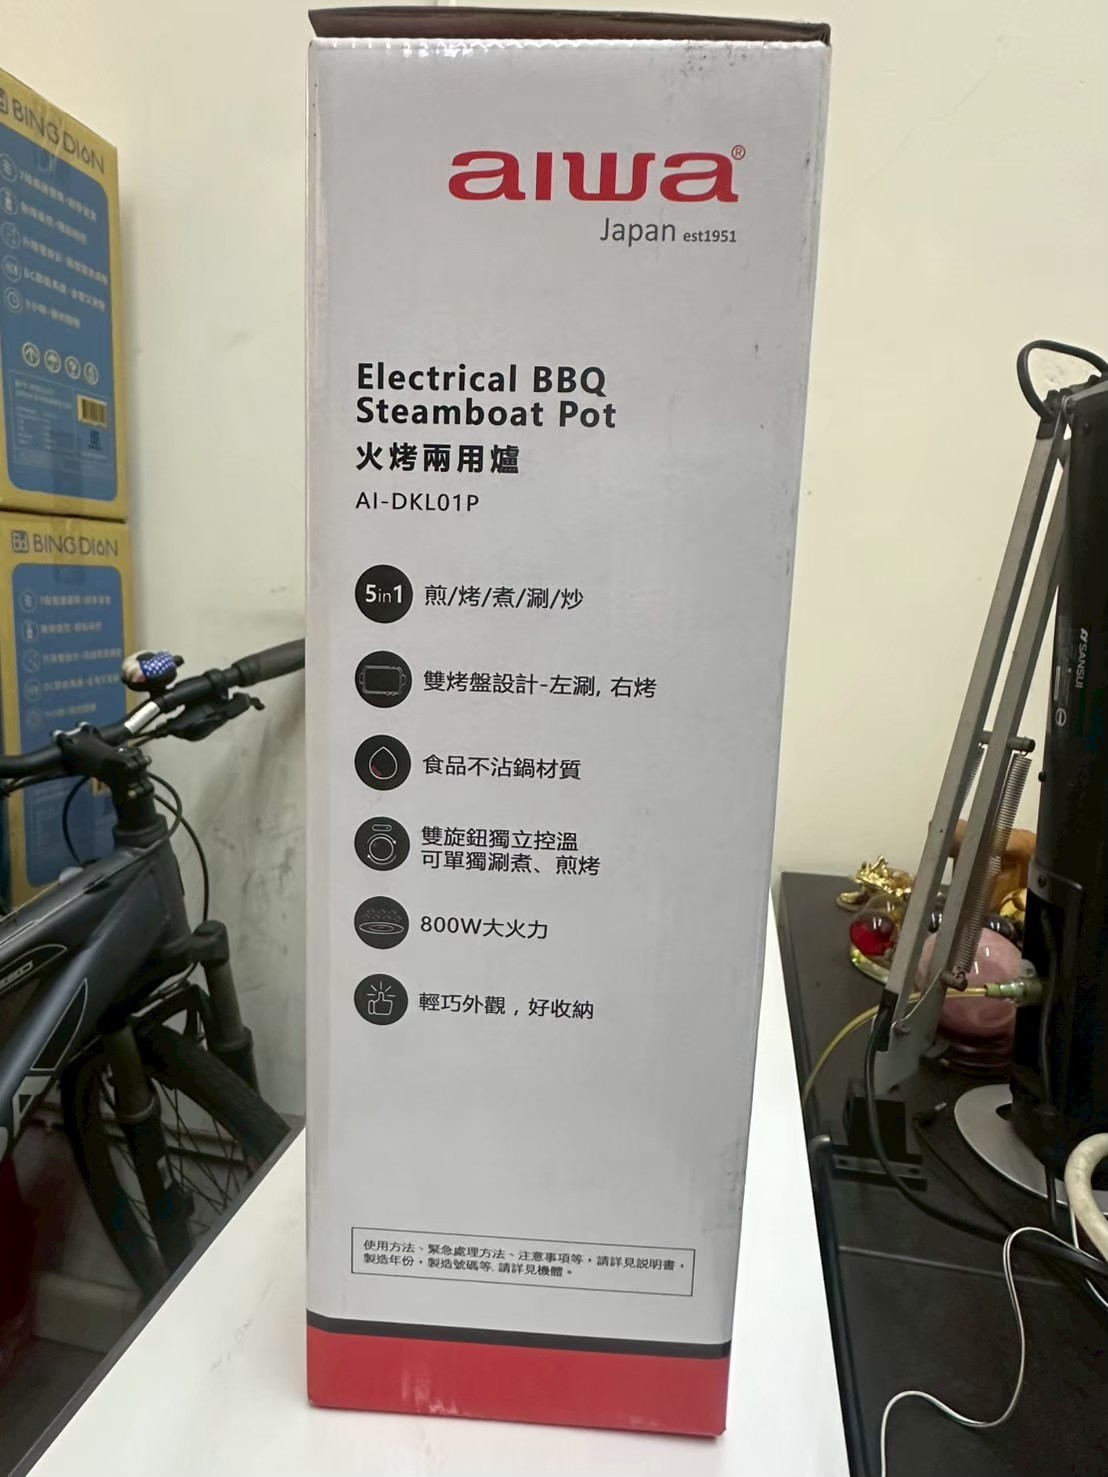 aiwa®
Japan est1951
Electrical BBQ
Steamboat Pot
火烤兩用爐
AI-DKL01P
5in1 煎/烤/煮/涮/炒
雙烤盤設計-左涮, 右烤
食品不沾鍋材質
雙旋鈕獨立控溫
可單獨涮煮、煎烤
800W大火力
輕巧外觀，好收納
使用方法、緊急處理方法、注意事項等，請詳見説明書，
製造年份，製造號碼等. 請詳見機體。
BING DION
BING DION
SANSUI